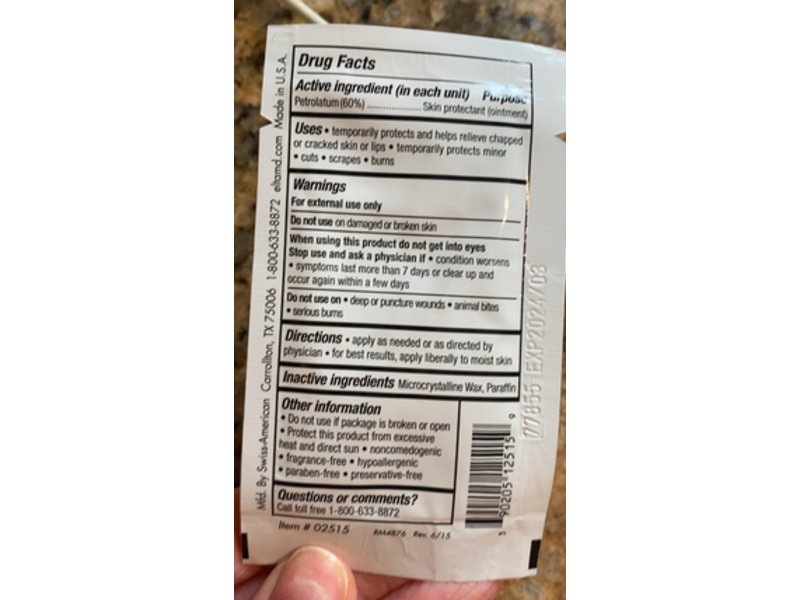 Drug Facts
Active ingredient (in each unit) Purpose
Petrolatum (60%) ..................... Skin protectant (ointment)
Uses • temporarily protects and helps relieve chapped
or cracked skin or lips • temporarily protects minor
• cuts • scrapes • burns
Warnings
For external use only
Do not use on damaged or broken skin
When using this product do not get into eyes
Stop use and ask a physician if • condition worsens
• symptoms last more than 7 days or clear up and
occur again within a few days
Do not use on • deep or puncture wounds • animal bites
• serious burns
Directions • apply as needed or as directed by
physician • for best results, apply liberally to moist skin
Inactive ingredients Microcrystalline Wax, Paraffin
Other information
• Do not use if package is broken or open
• Protect this product from excessive
heat and direct sun • noncomedogenic
• fragrance-free • hypoallergenic
• paraben-free • preservative-free
Questions or comments?
Call toll free 1-800-633-8872
Item # 02515 RM4876 Rev. 6/15
Mfd. By Swiss-American Carrollton, TX 75006 1-800-633-8872 eltamd.com Made in U.S.A.
3 90205 12515 9
EXP2024/03